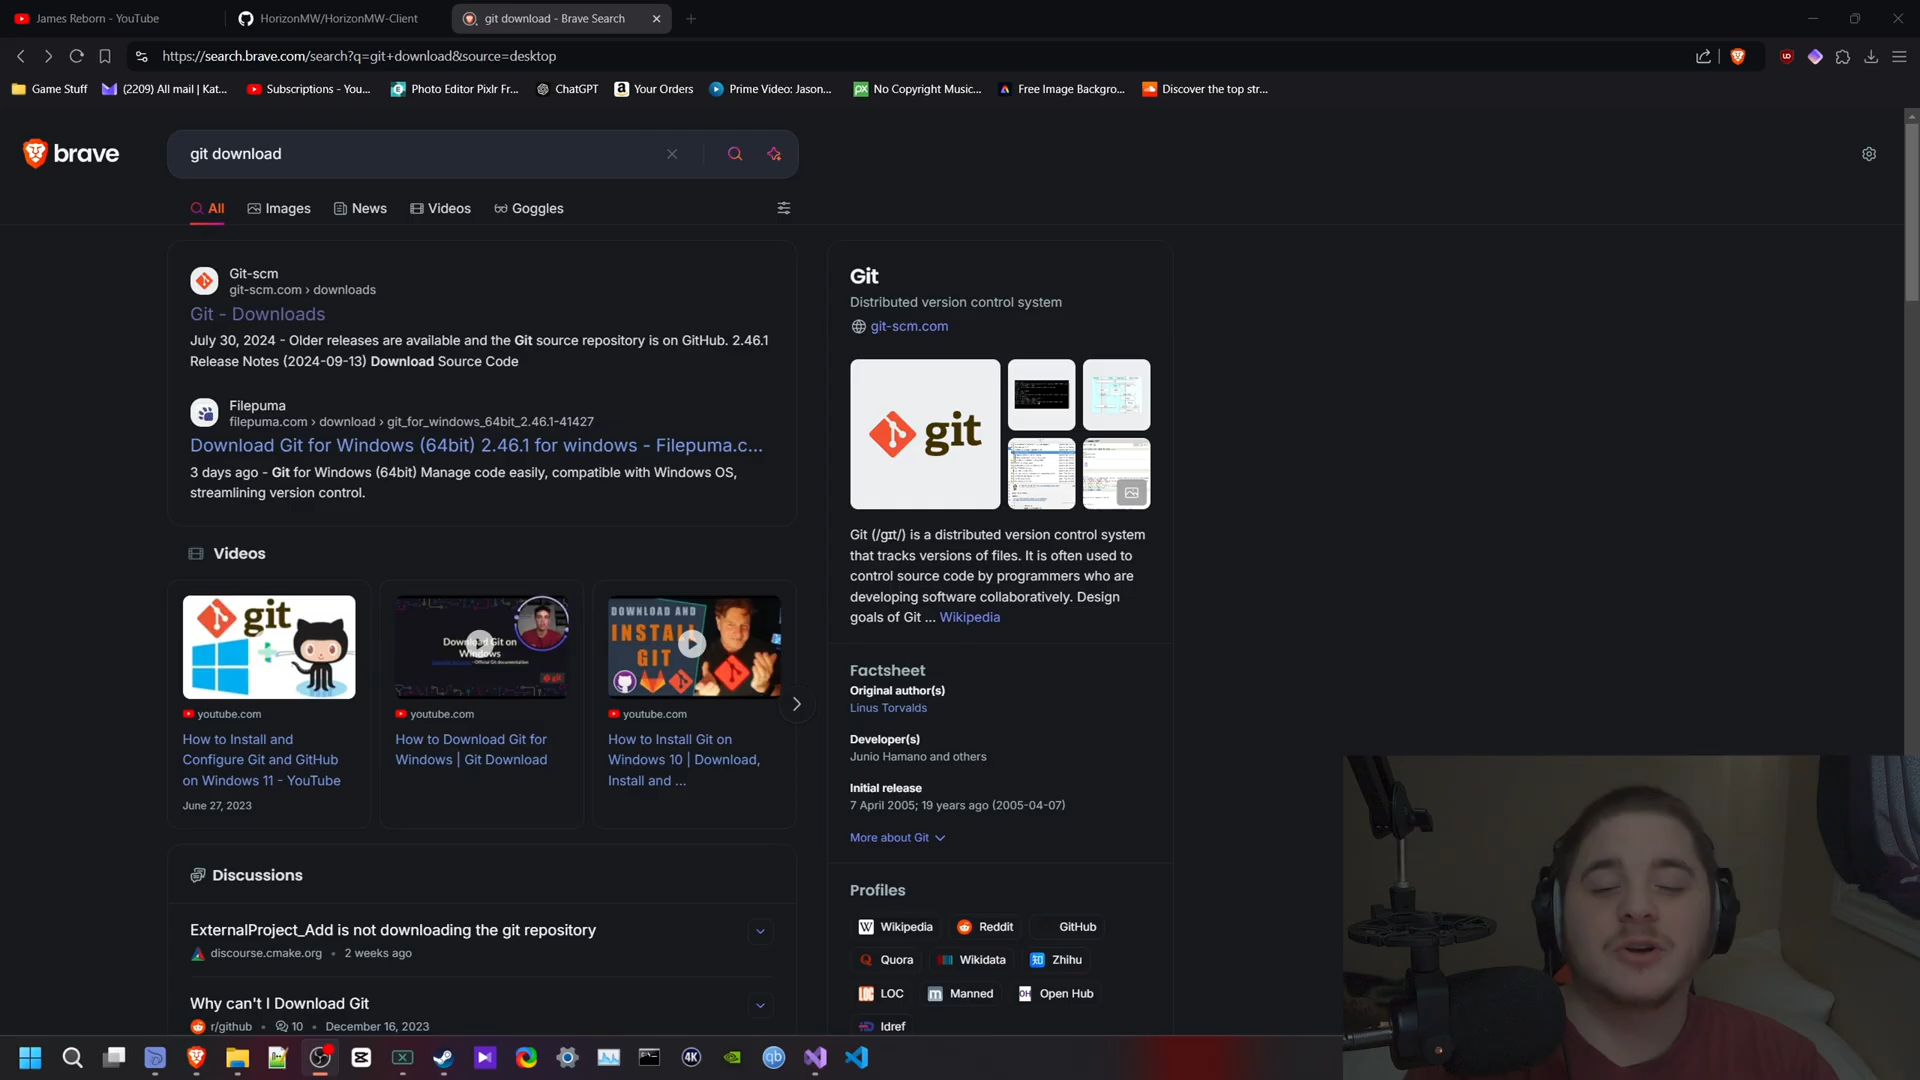 James Reborn - YouTube
HorizonMW/HorizonMW-Client
git download - Brave Search
https://search.brave.com/search?q=git+download&source=desktop
Game Stuff
(2209) All mail | Kat...
Subscriptions - You...
Photo Editor Pixlr Fr...
ChatGPT
Your Orders
Prime Video: Jason...
No Copyright Music...
Free Image Backgro...
Discover the top str...
brave
git download
All
Images
News
Videos
Goggles
Git-scm
git-scm.com › downloads
Git - Downloads
July 30, 2024 - Older releases are available and the Git source repository is on GitHub. 2.46.1
Release Notes (2024-09-13) Download Source Code
Filepuma
filepuma.com › download › git_for_windows_64bit_2.46.1-41427
Download Git for Windows (64bit) 2.46.1 for windows - Filepuma.c...
3 days ago - Git for Windows (64bit) Manage code easily, compatible with Windows OS,
streamlining version control.
Videos
git
youtube.com
How to Install and
Configure Git and GitHub
on Windows 11 - YouTube
June 27, 2023
Download Git on
Windows
youtube.com
How to Download Git for
Windows | Git Download
DOWNLOAD AND
INSTALL
GIT
youtube.com
How to Install Git on
Windows 10 | Download,
Install and ...
Discussions
ExternalProject_Add is not downloading the git repository
discourse.cmake.org • 2 weeks ago
Why can't I Download Git
r/github • 10 • December 16, 2023
Git
Distributed version control system
git-scm.com
git
Git (/ɡɪt/) is a distributed version control system
that tracks versions of files. It is often used to
control source code by programmers who are
developing software collaboratively. Design
goals of Git ... Wikipedia
Factsheet
Original author(s)
Linus Torvalds
Developer(s)
Junio Hamano and others
Initial release
7 April 2005; 19 years ago (2005-04-07)
More about Git
Profiles
Wikipedia
Reddit
GitHub
Quora
Wikidata
Zhihu
LOC
Manned
Open Hub
Idref
4K
qb